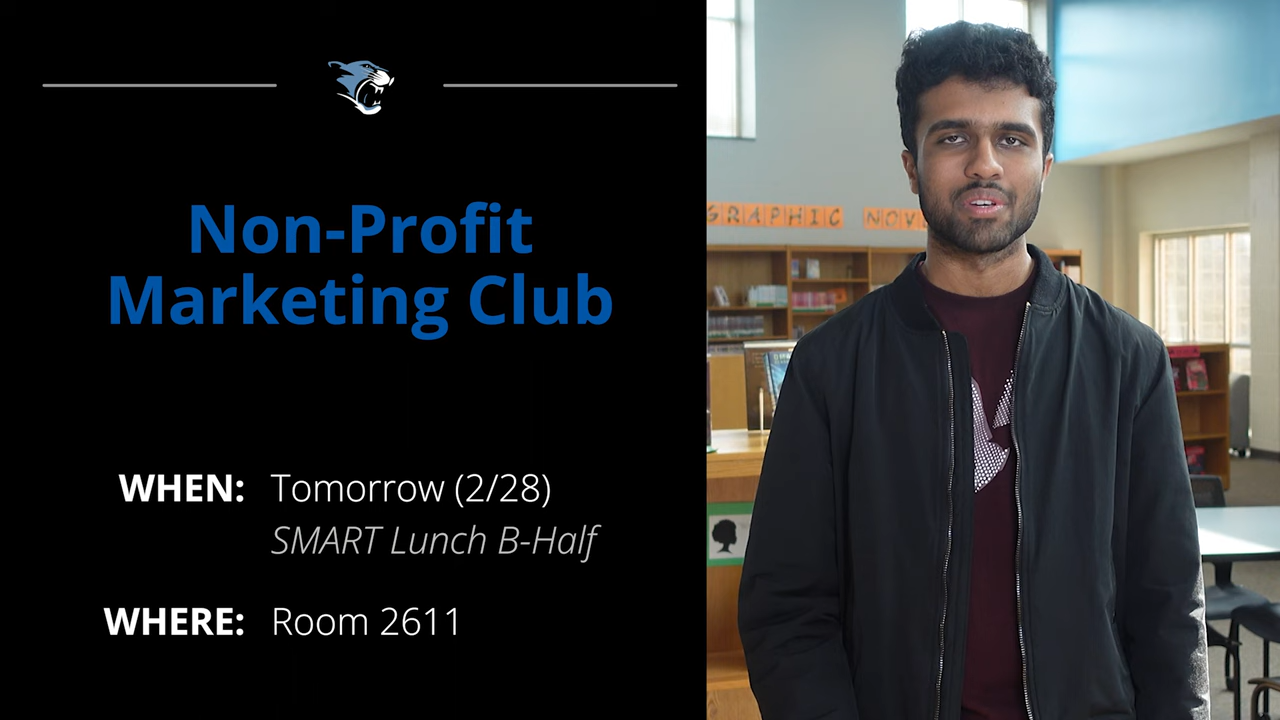 Non-Profit
Marketing Club
WHEN: Tomorrow (2/28)
SMART Lunch B-Half
WHERE: Room 2611
GRAPHIC NOV